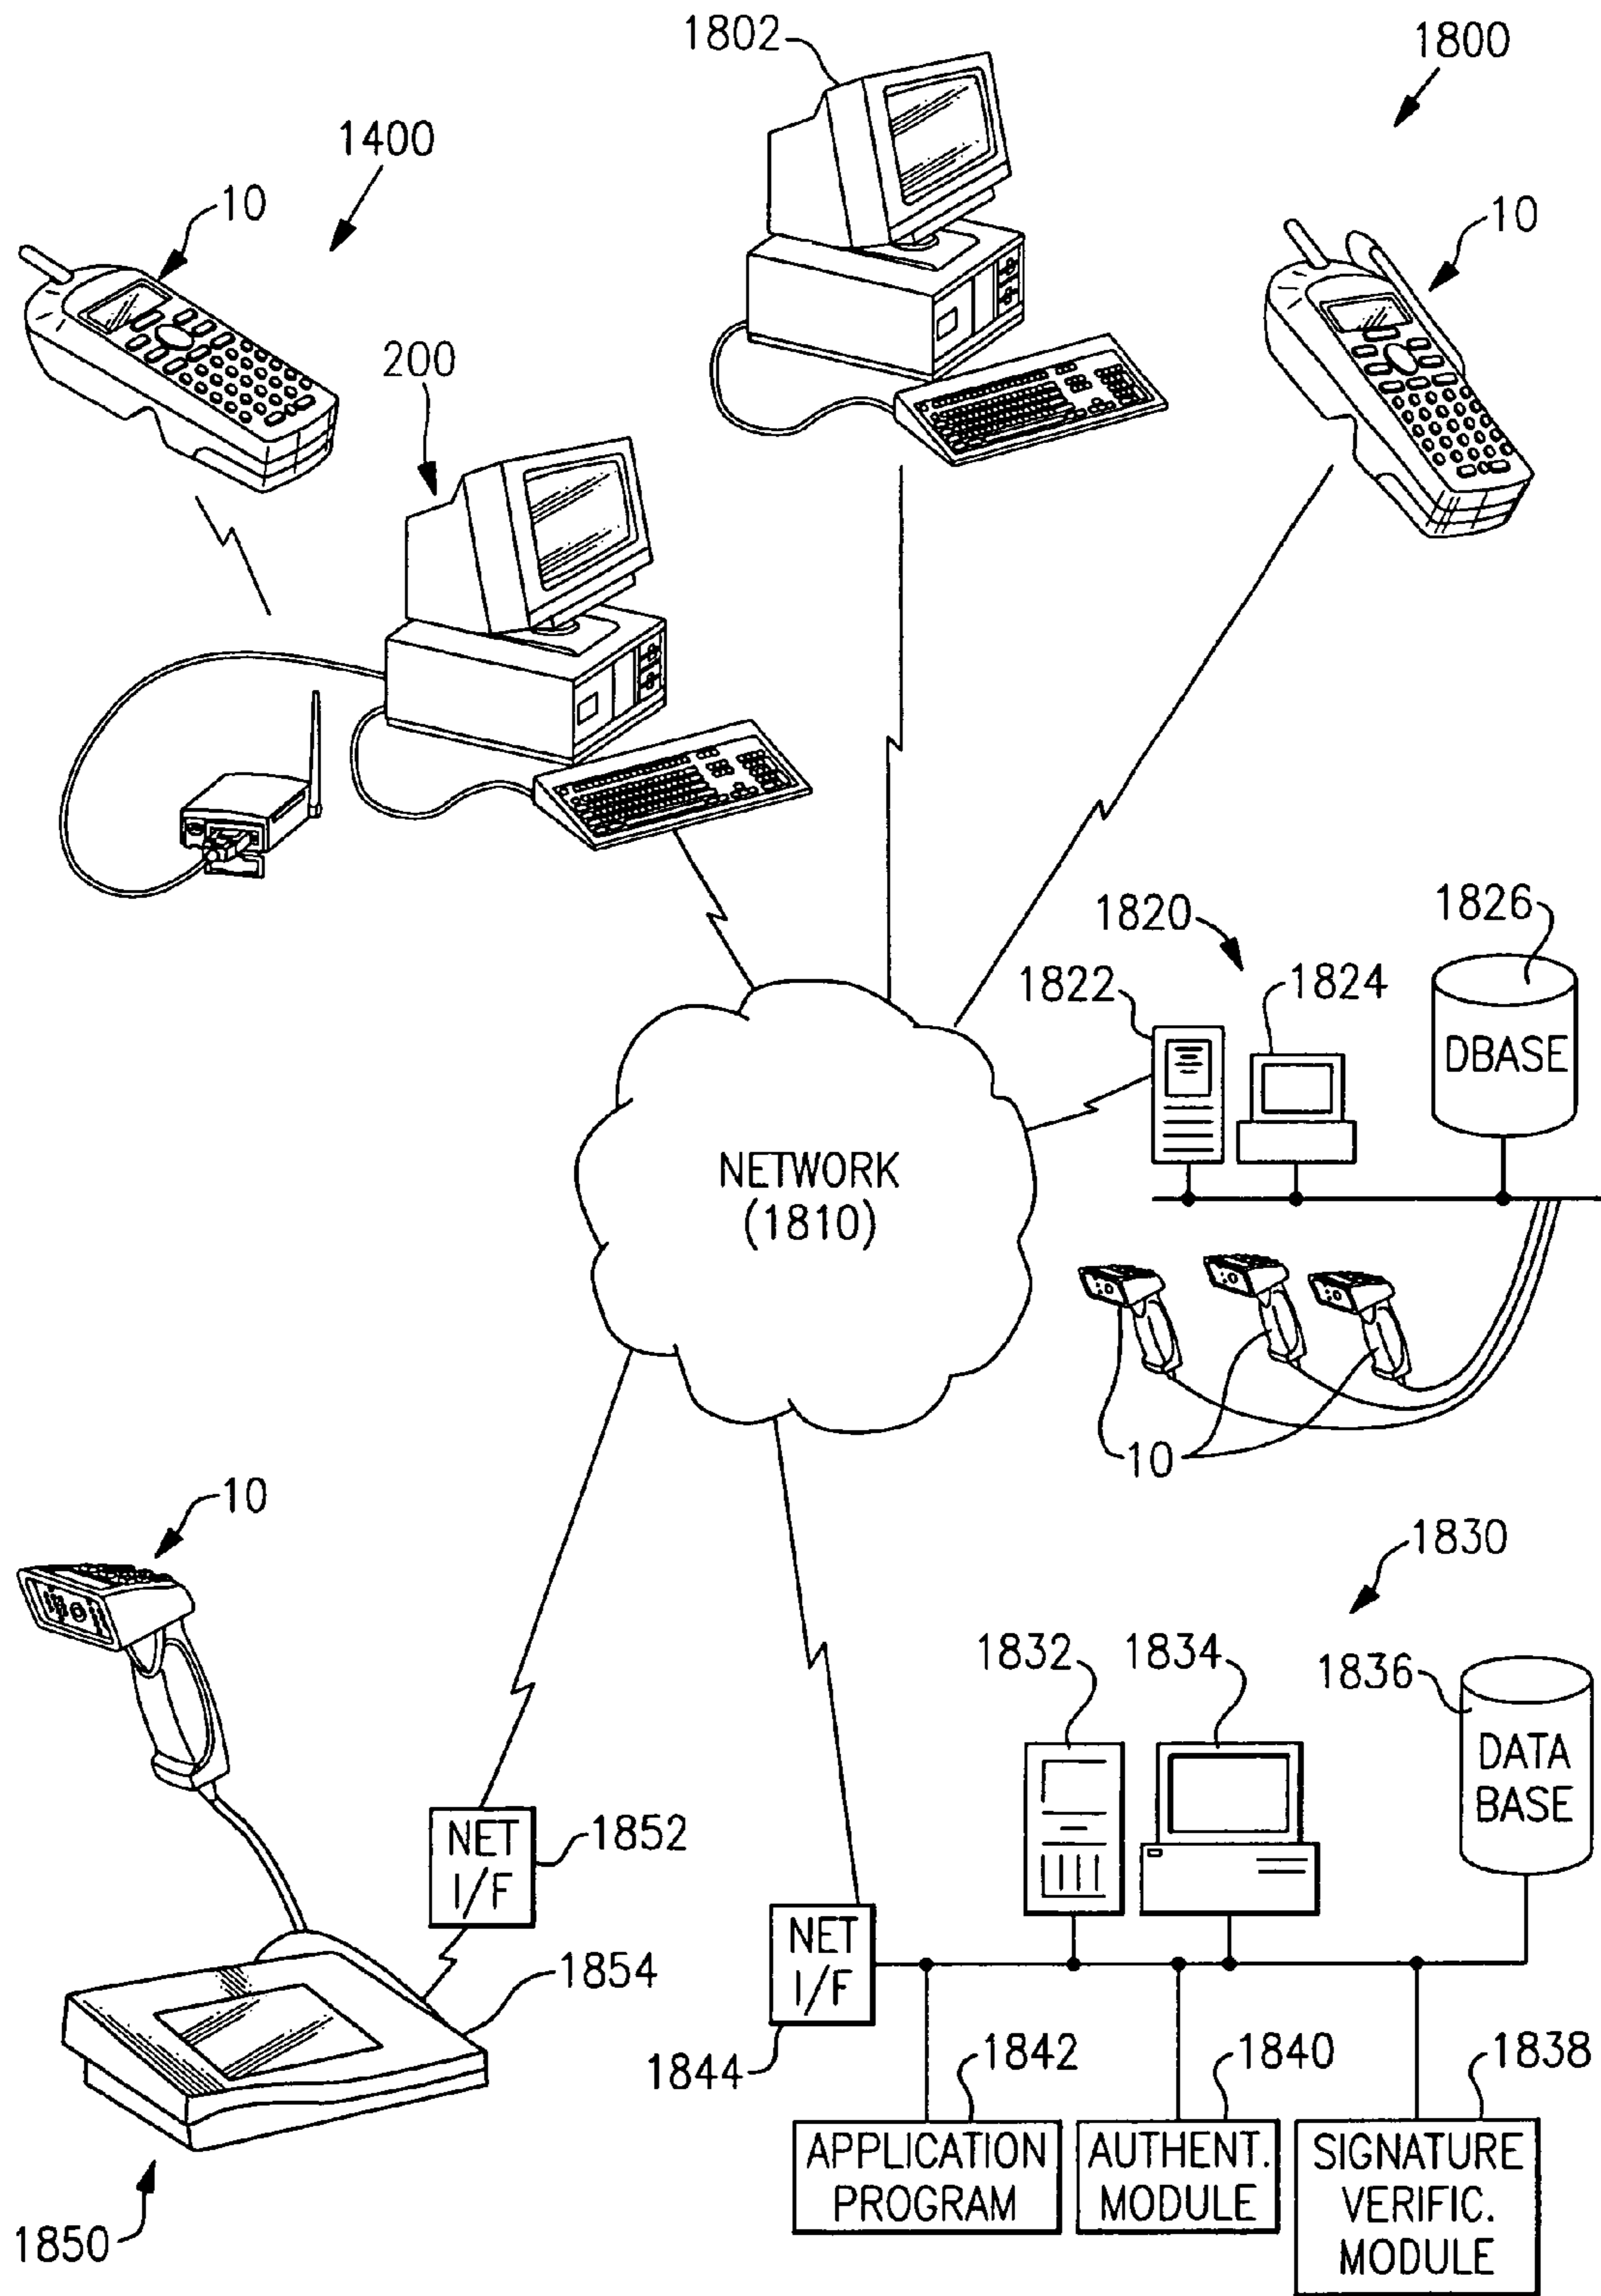 1802
1800
1400
10
10
200
1820
1826
1822
1824
DBASE
NETWORK
(1810)
10
10
1830
1832
1834
1836
DATA
BASE
NET
I/F
1852
NET
I/F
1854
1844
1842
1840
1838
APPLICATION
PROGRAM
AUTHENT.
MODULE
SIGNATURE
VERIFIC.
MODULE
1850